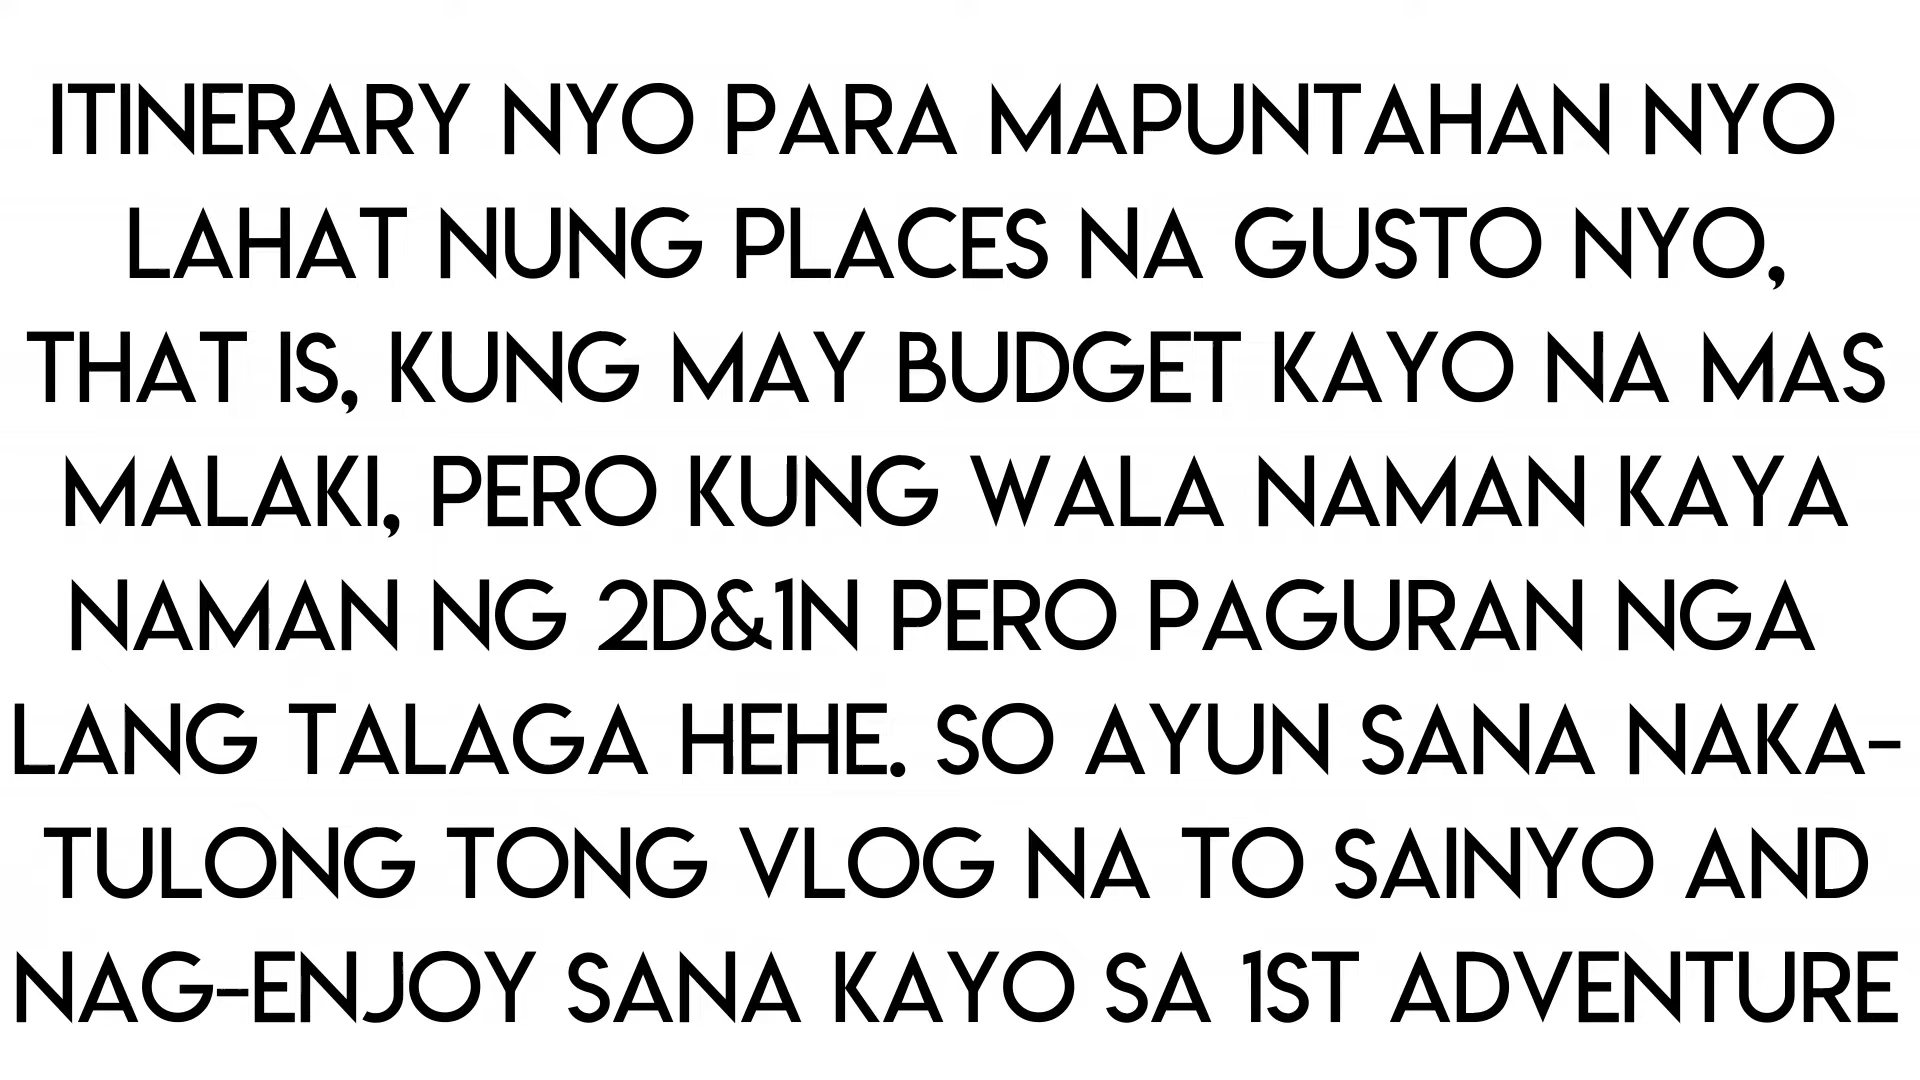 ITINERARY NYO PARA MAPUNTAHAN NYO
LAHAT NUNG PLACES NA GUSTO NYO,
THAT IS, KUNG MAY BUDGET KAYO NA MAS
MALAKI, PERO KUNG WALA NAMAN KAYA
NAMAN NG 2D&1N PERO PAGURAN NGA
LANG TALAGA HEHE. SO AYUN SANA NAKA-
TULONG TONG VLOG NA TO SAINYO AND
NAG-ENJOY SANA KAYO SA 1ST ADVENTURE